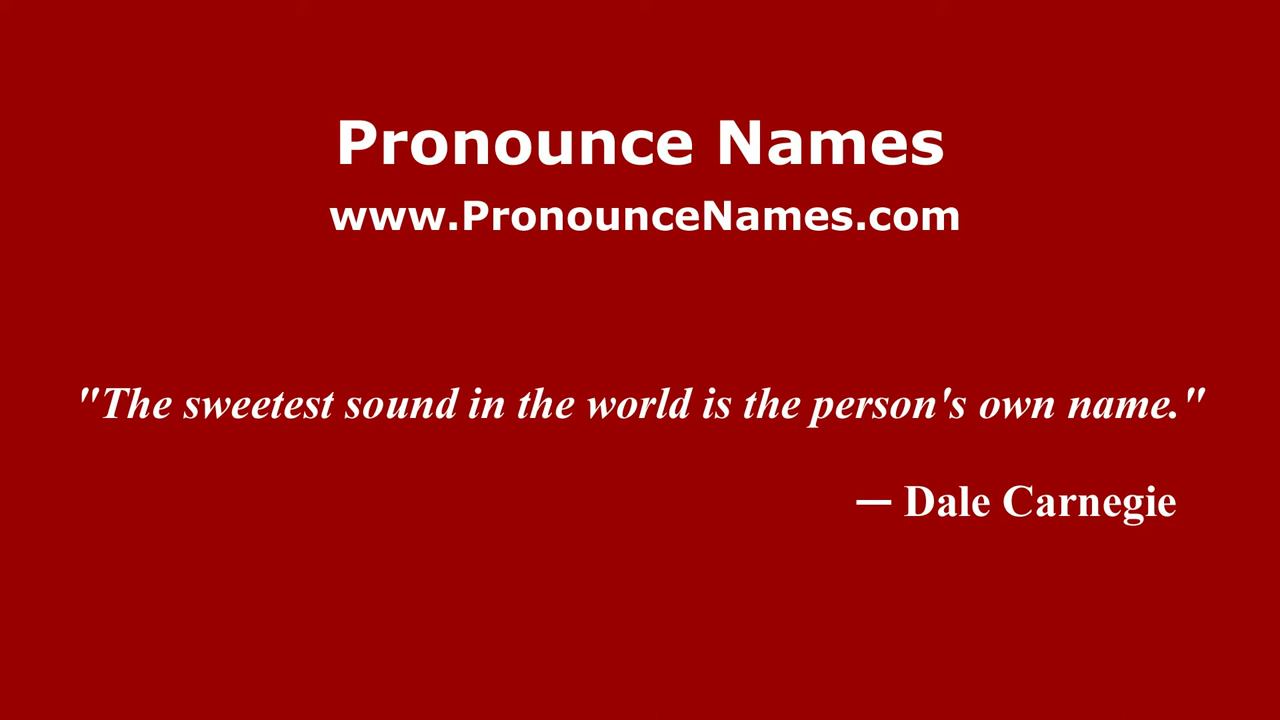 Pronounce Names
www.PronounceNames.com
"The sweetest sound in the world is the person's own name."
— Dale Carnegie